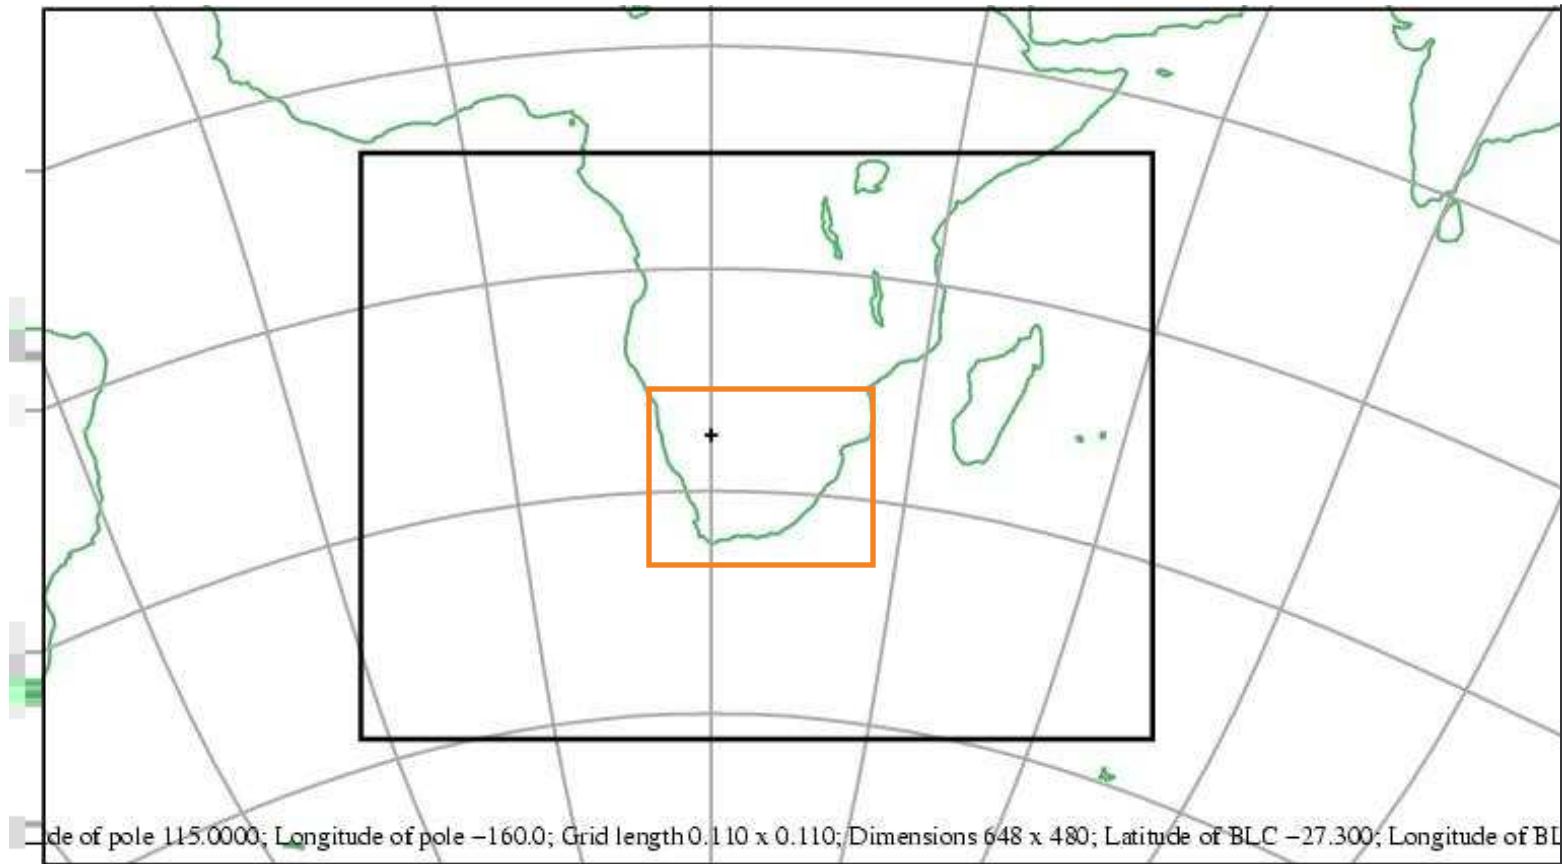 de of pole 115.0000; Longitude of pole −160.0; Grid length 0.110 x 0.110; Dimensions 648 x 480; Latitude of BLC −27.300; Longitude of BL